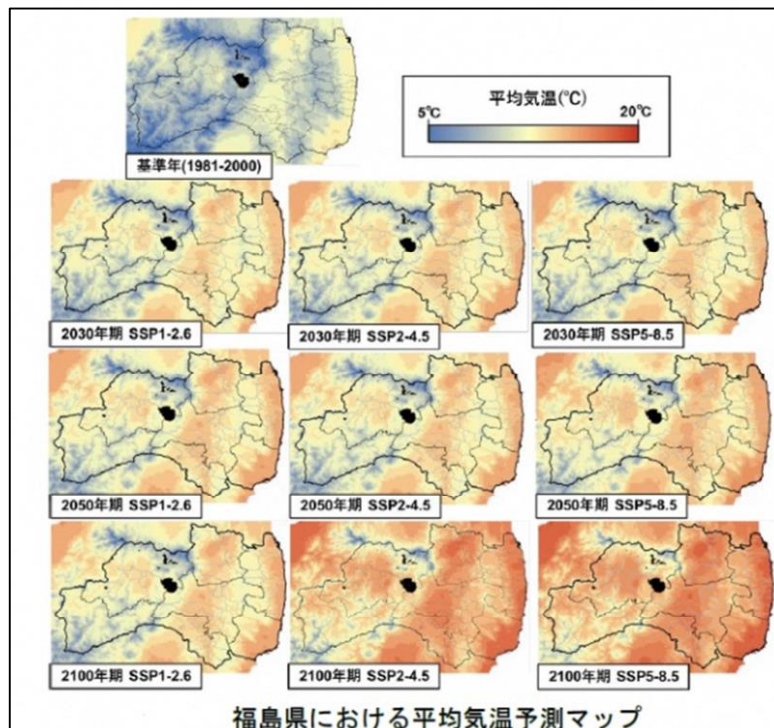 平均気温(℃)
5℃
20℃
基準年(1981-2000)
2030年期 SSP1-2.6
2030年期 SSP2-4.5
2030年期 SSP5-8.5
2050年期 SSP1-2.6
2050年期 SSP2-4.5
2050年期 SSP5-8.5
2100年期 SSP1-2.6
2100年期 SSP2-4.5
2100年期 SSP5-8.5
福島県における平均気温予測マップ